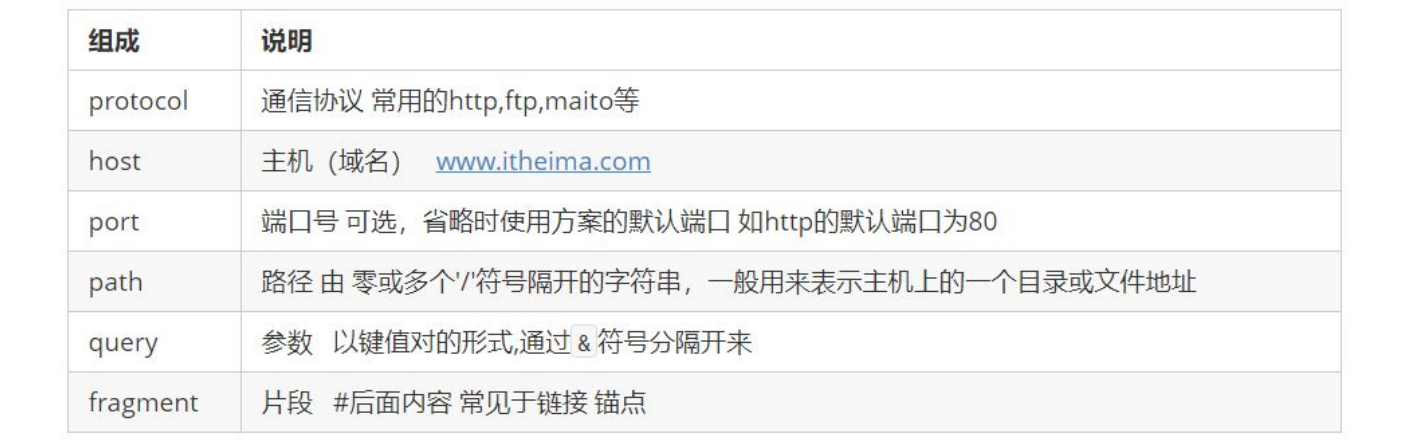 组成 说明
protocol 通信协议 常用的http,ftp,maito等
host 主机（域名） www.itheima.com
port 端口号 可选，省略时使用方案的默认端口 如http的默认端口为80
path 路径 由 零或多个'/'符号隔开的字符串，一般用来表示主机上的一个目录或文件地址
query 参数 以键值对的形式,通过&符号分隔开来
fragment 片段 #后面内容 常见于链接 锚点